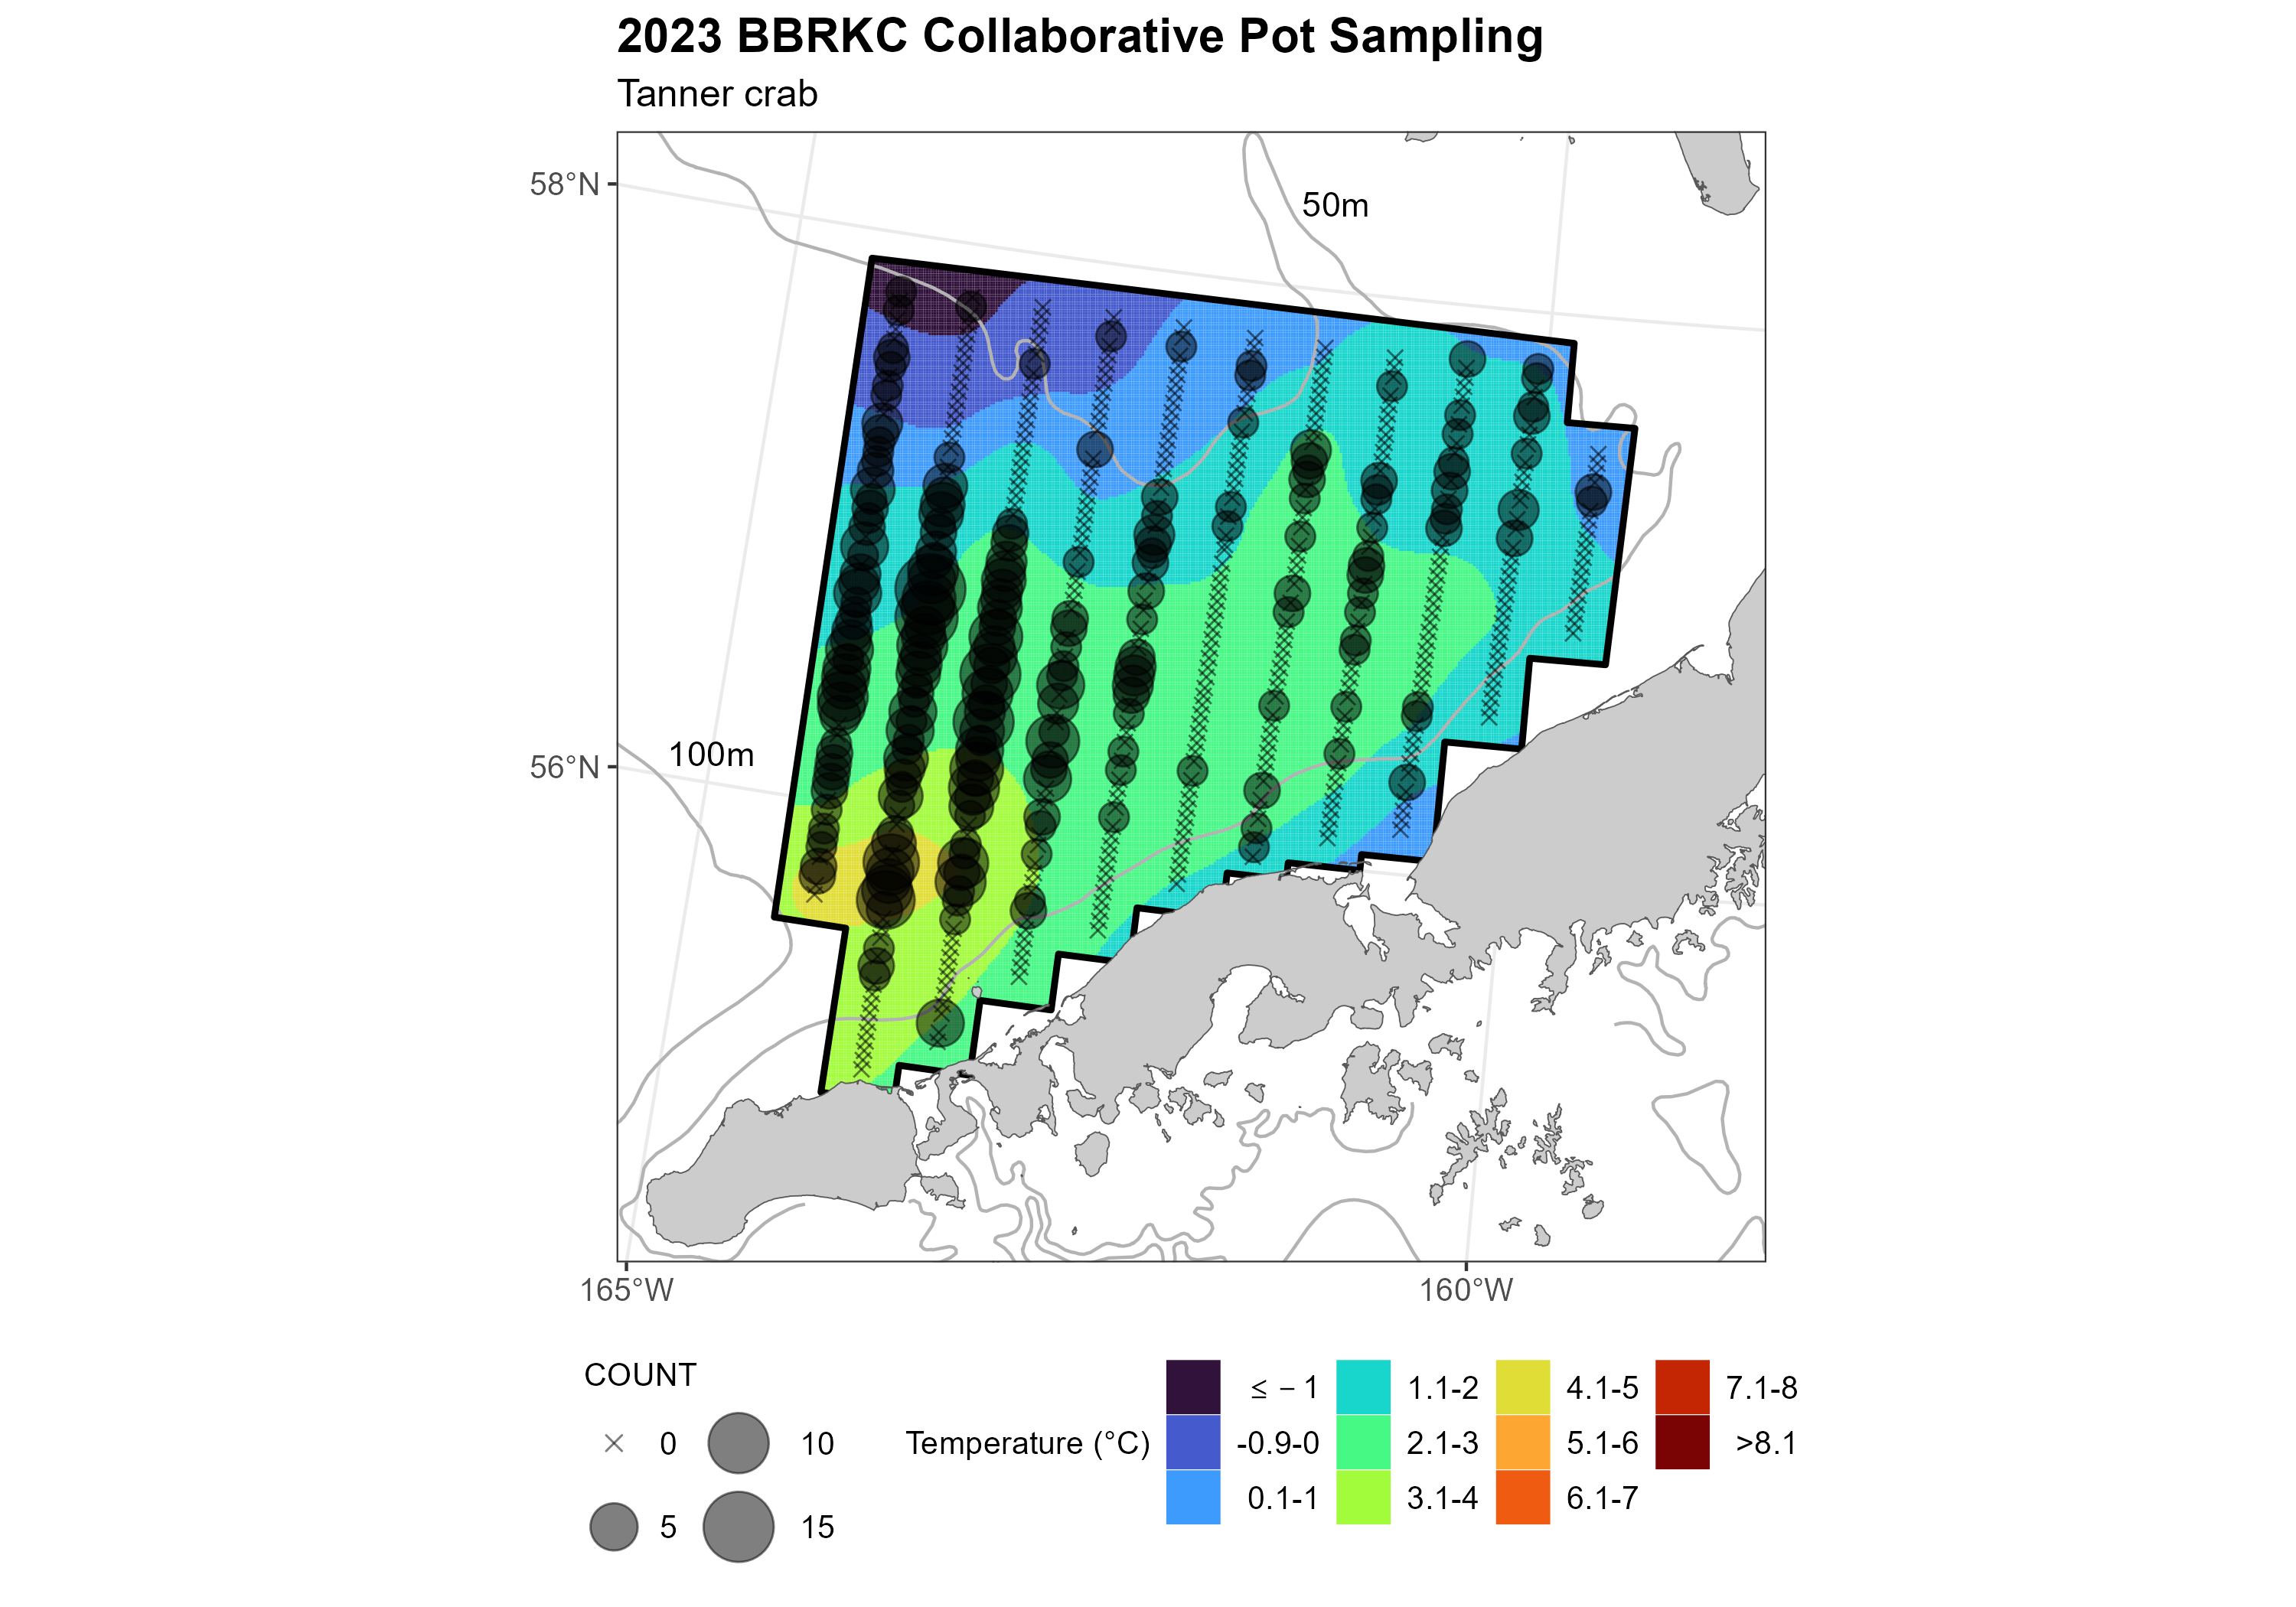 2023 BBRKC Collaborative Pot Sampling
Tanner crab
58°N
50m
56°N
100m
165°W 160°W
COUNT
0 10
5 15
Temperature (°C)
≤ − 1 1.1-2 4.1-5 7.1-8
-0.9-0 2.1-3 5.1-6 >8.1
0.1-1 3.1-4 6.1-7